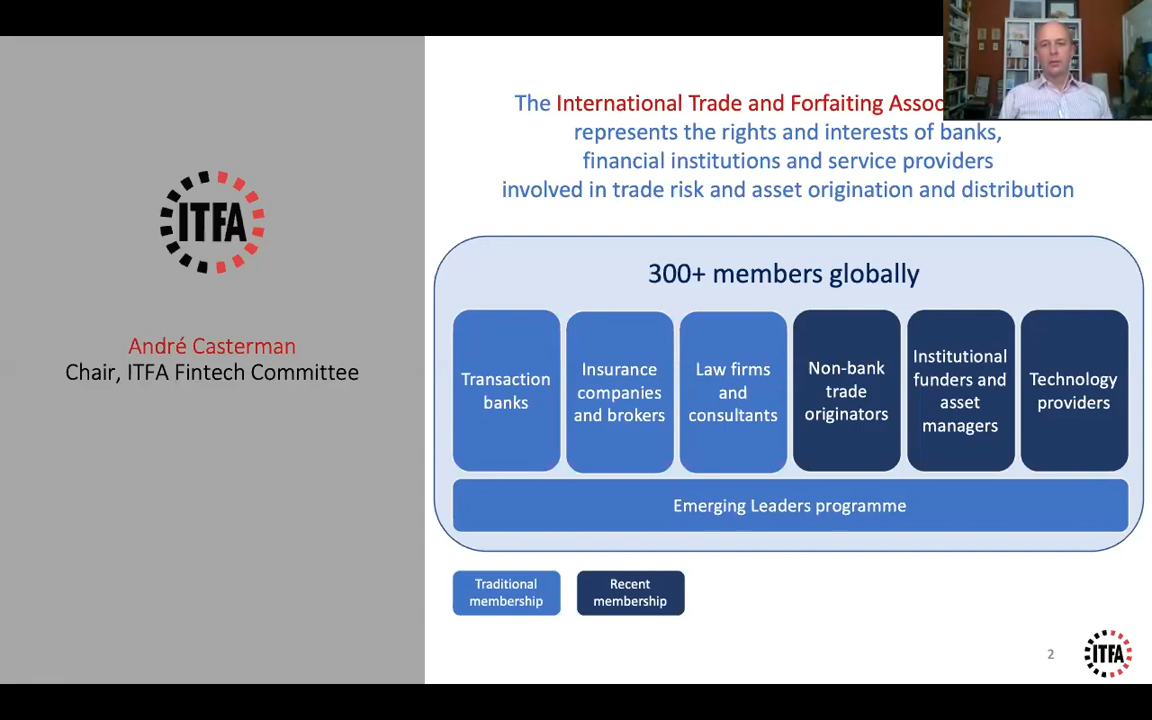 ITFA
André Casterman
Chair, ITFA Fintech Committee
The International Trade and Forfaiting
represents the rights and interests of banks,
financial institutions and service providers
involved in trade risk and asset origination and distribution
300+ members globally
Transaction
banks
Insurance
companies
and brokers
Law firms
and
consultants
Non-bank
trade
originators
Institutional
funders and
asset
managers
Technology
providers
Emerging Leaders programme
Traditional
membership
Recent
membership
2
ITFA